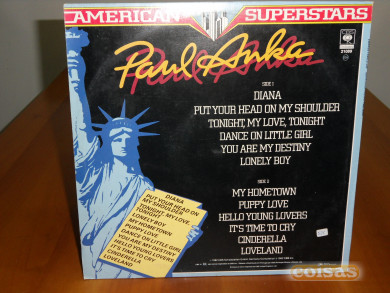 AMERICAN SUPERSTARS
Paul Anka
CBS
21099
SIDE 1
DIANA
PUT YOUR HEAD ON MY SHOULDER
TONIGHT, MY LOVE, TONIGHT
DANCE ON LITTLE GIRL
YOU ARE MY DESTINY
LONELY BOY
SIDE 2
MY HOMETOWN
PUPPY LOVE
HELLO YOUNG LOVERS
IT'S TIME TO CRY
CINDERELLA
LOVELAND
DIANA
PUT YOUR HEAD ON
MY SHOULDER
TONIGHT, MY LOVE,
TONIGHT
LONELY BOY
MY HOMETOWN
PUPPY LOVE
DANCE ON LITTLE GIRL
YOU ARE MY DESTINY
HELLO YOUNG LOVERS
IT'S TIME TO CRY
CINDERELLA
LOVELAND
coisas